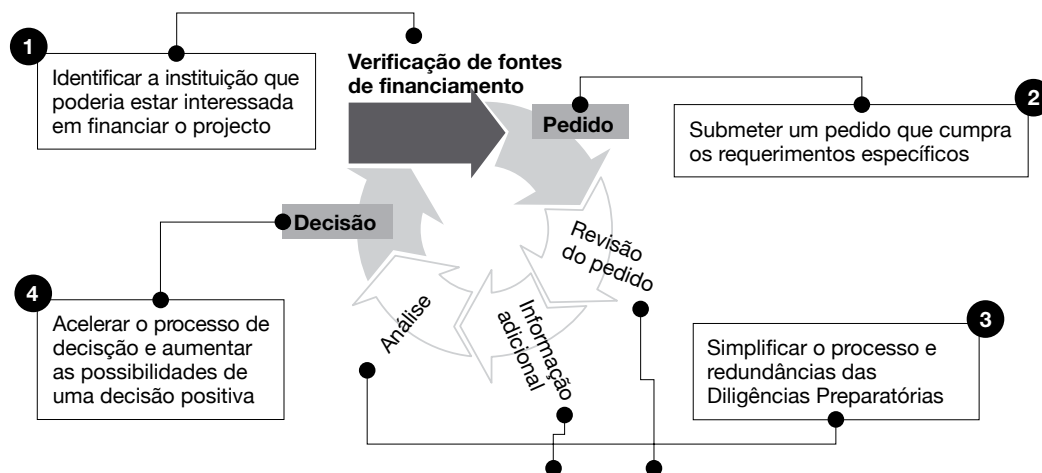 1
Identificar a instituição que
poderia estar interessada
em financiar o projecto
Verificação de fontes
de financiamento
Pedido
2
Submeter um pedido que cumpra
os requerimentos específicos
Decisão
Revisão
do pedido
4
Acelerar o processo de
decisção e aumentar
as possibilidades de
uma decisão positiva
Análise
Informação
adicional
3
Simplificar o processo e
redundâncias das
Diligências Preparatórias